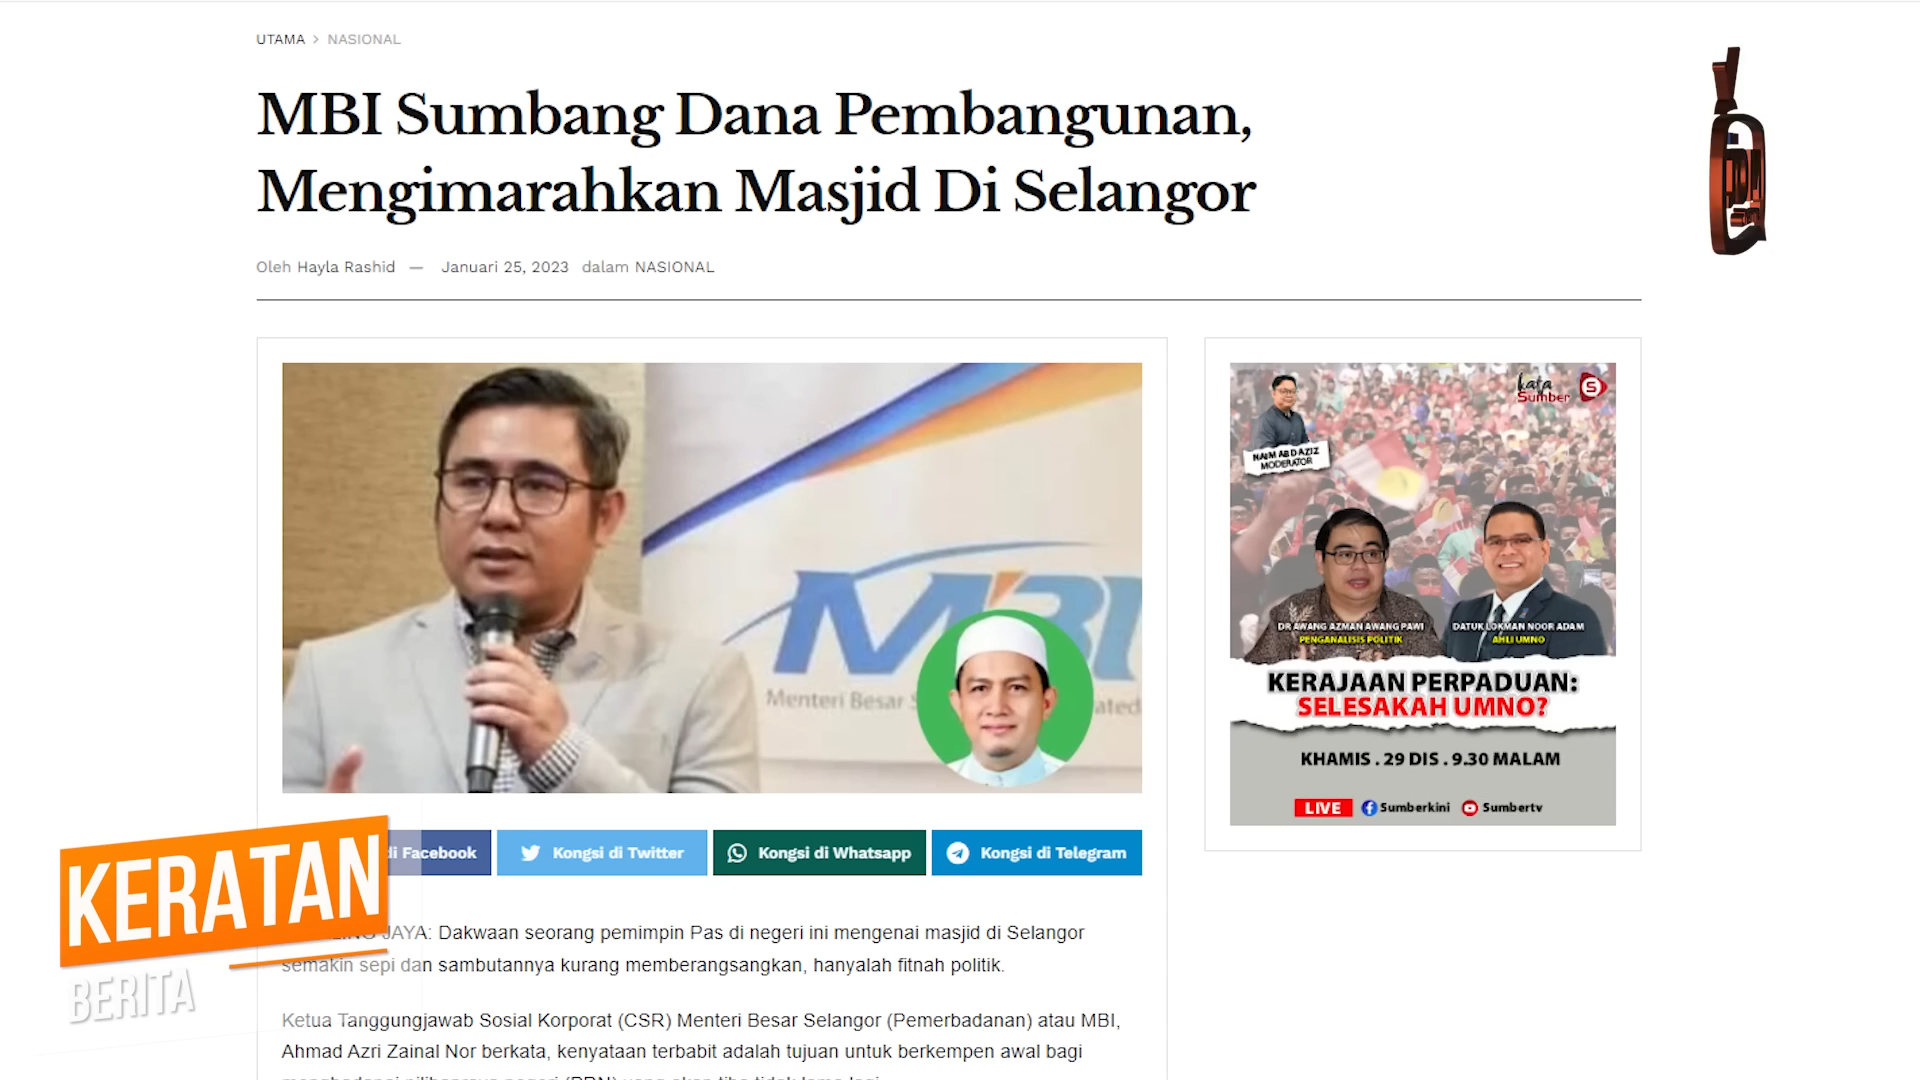 UTAMA > NASIONAL
MBI Sumbang Dana Pembangunan,
Mengimarahkan Masjid Di Selangor
Oleh Hayla Rashid — Januari 25, 2023 dalam NASIONAL
MBI
Menteri Besar
ated
kata
Sumber
S
NAIM ABD AZIZ
MODERATOR
DR AWANG AZMAN AWANG PAWI
PENGANALISIS POLITIK
DATUK LOKMAN NOOR ADAM
AHLI UMNO
KERAJAAN PERPADUAN:
SELESAKAH UMNO?
KHAMIS . 29 DIS . 9.30 MALAM
LIVE Sumberkini Sumbertv
di Facebook
Kongsi di Twitter
Kongsi di Whatsapp
Kongsi di Telegram
KERATAN
BERITA
JAYA: Dakwaan seorang pemimpin Pas di negeri ini mengenai masjid di Selangor
semakin sepi dan sambutannya kurang memberangsangkan, hanyalah fitnah politik.
Ketua Tanggungjawab Sosial Korporat (CSR) Menteri Besar Selangor (Pemerbadanan) atau MBI,
Ahmad Azri Zainal Nor berkata, kenyataan terbabit adalah tujuan untuk berkempen awal bagi